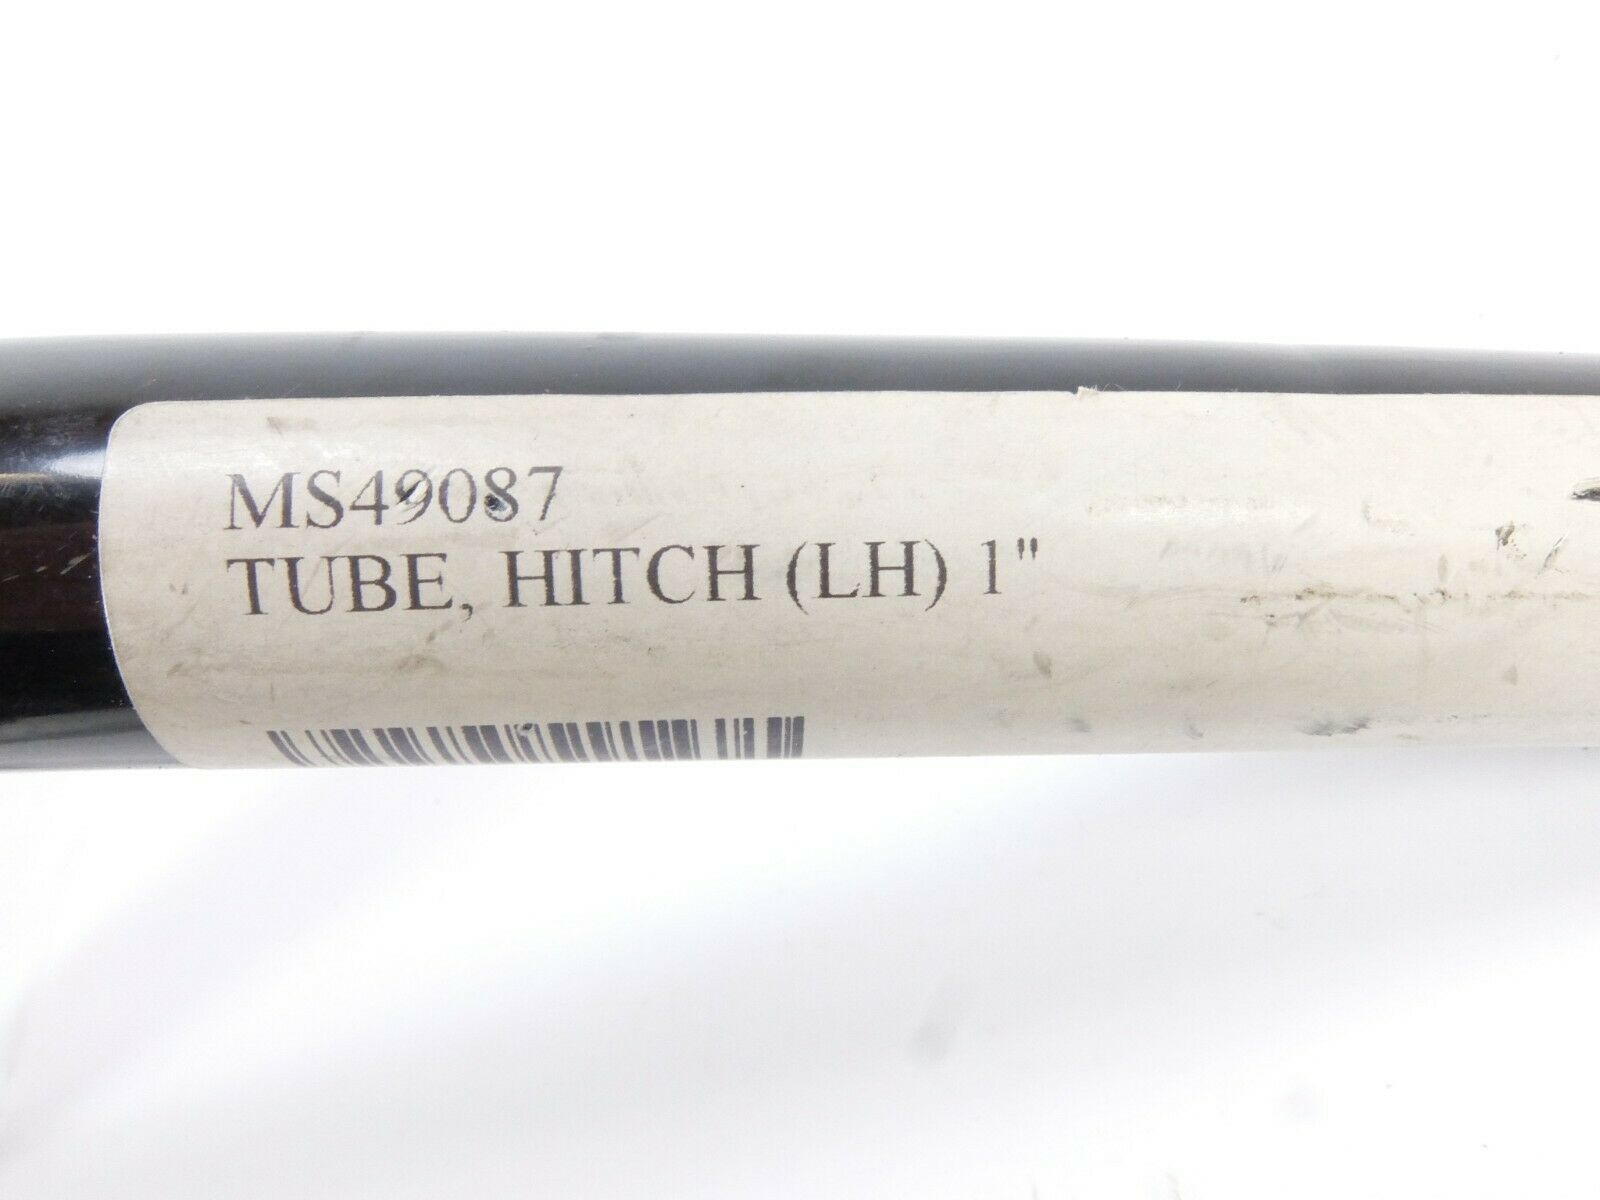 MS49087
TUBE, HITCH (LH) 1"